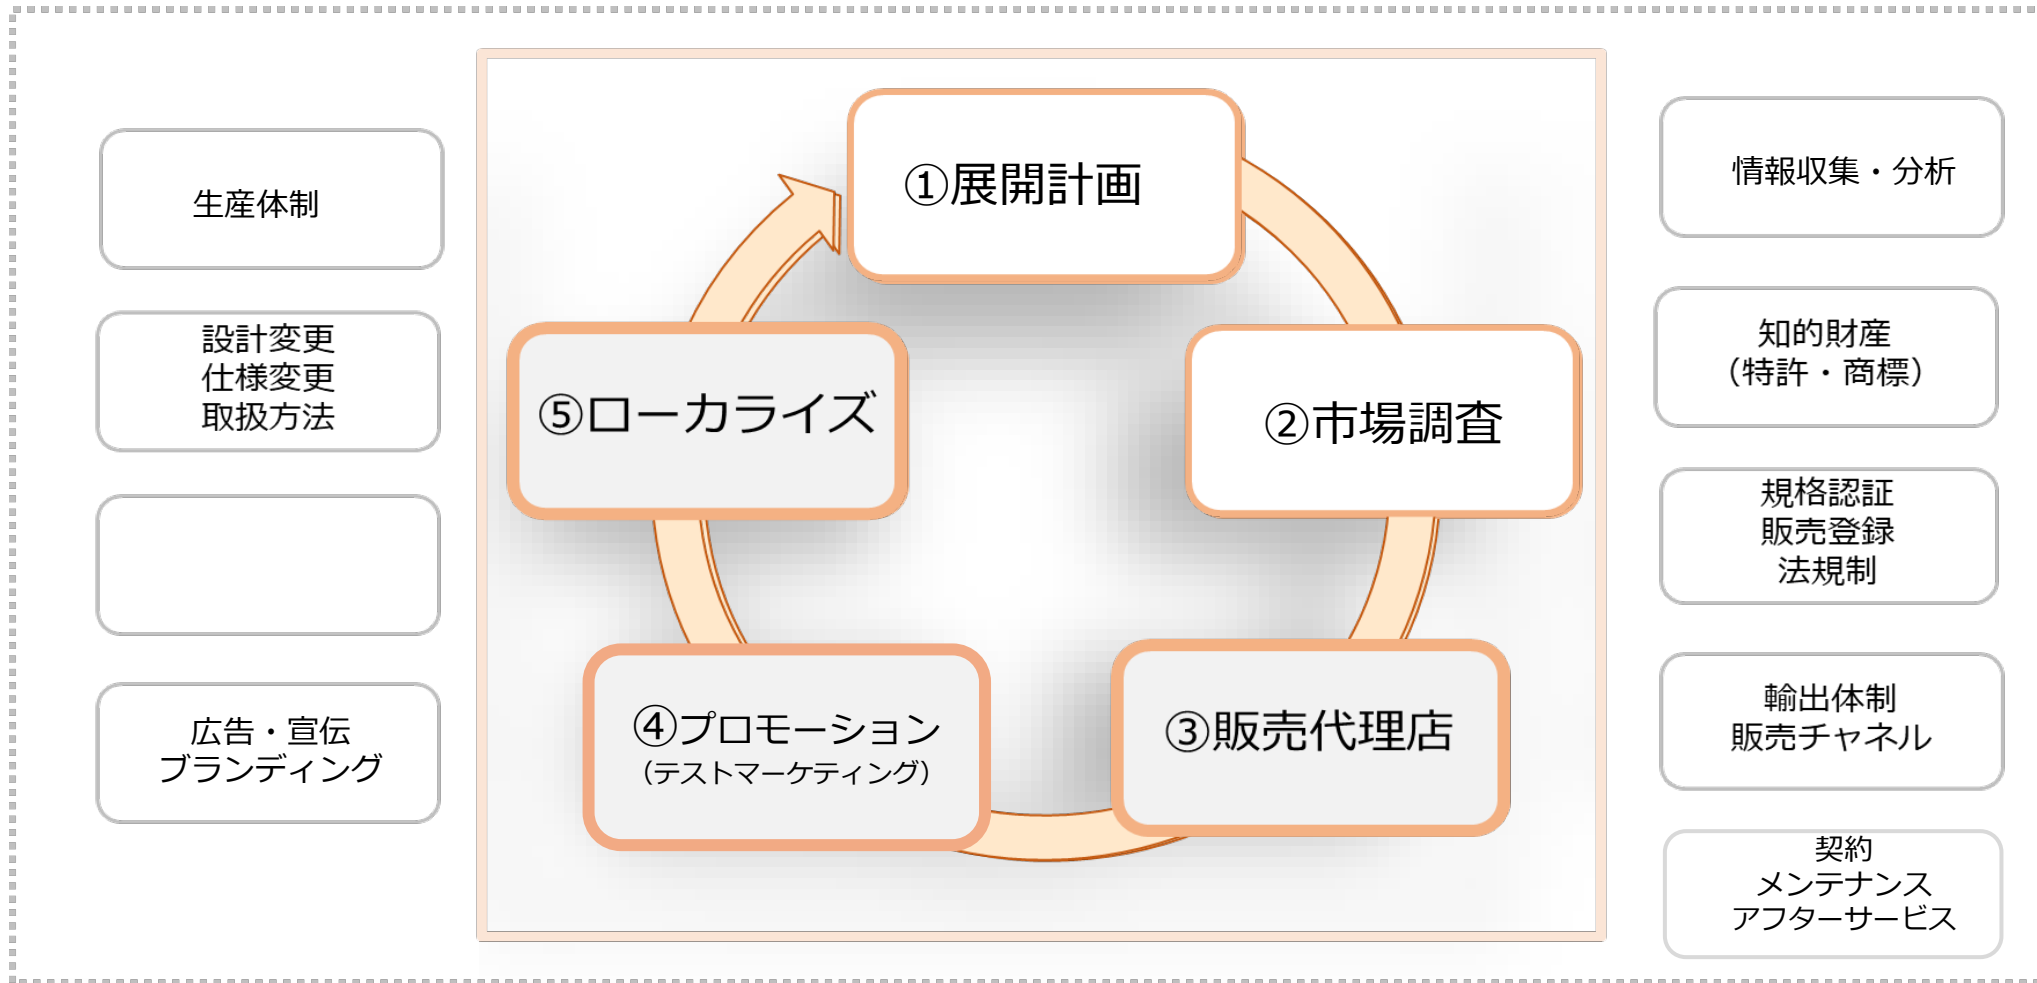 生産体制
設計変更
仕様変更
取扱方法
広告・宣伝
ブランディング
①展開計画
②市場調査
③販売代理店
④プロモーション
（テストマーケティング）
⑤ローカライズ
情報収集・分析
知的財産
（特許・商標）
規格認証
販売登録
法規制
輸出体制
販売チャネル
契約
メンテナンス
アフターサービス